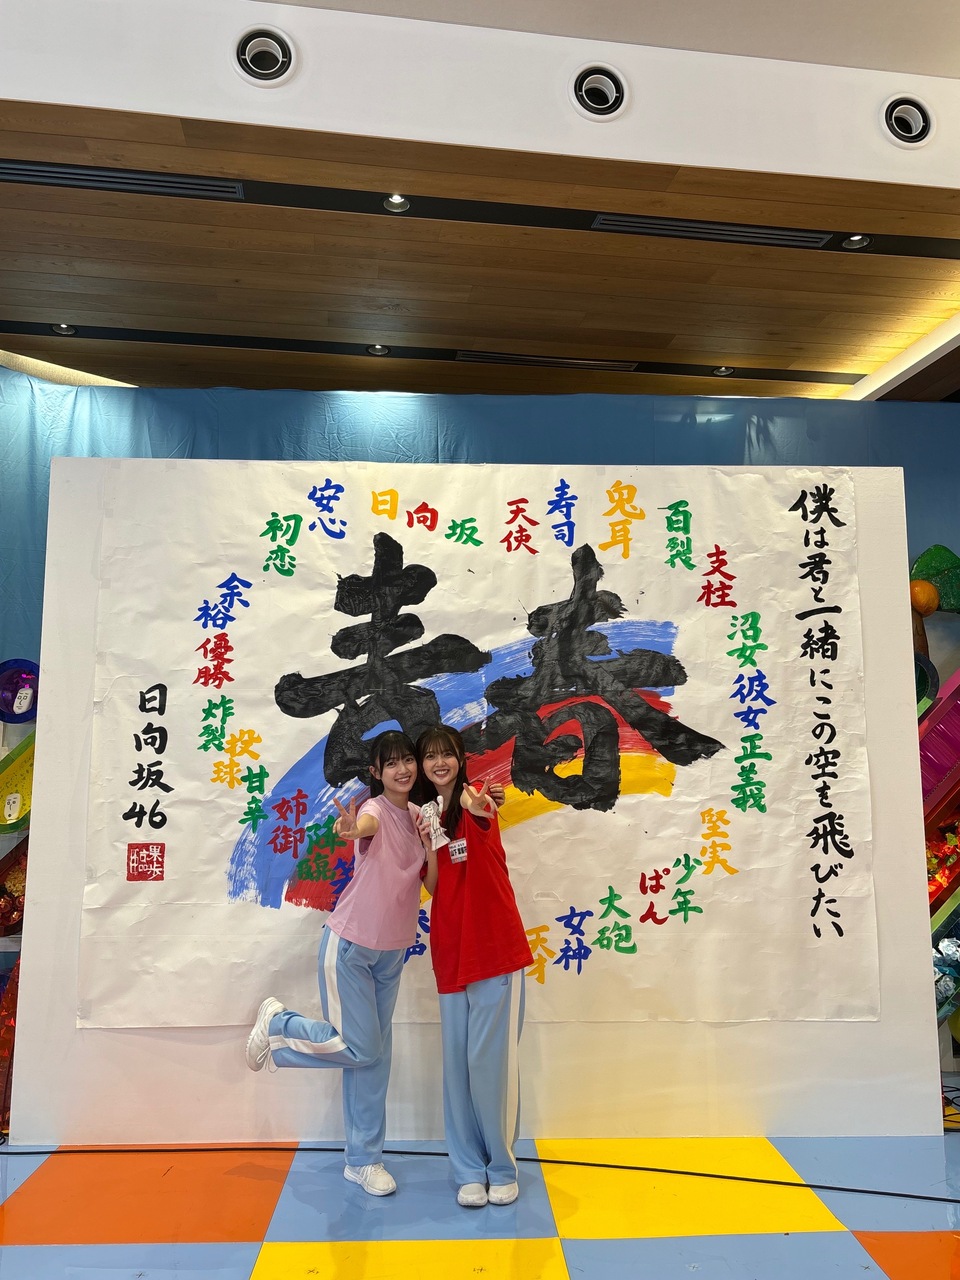 僕は君と一緒にこの空を飛びたい
青春
日向坂
天使
寿司
鬼耳
百裂
支柱
沼女
彼女
正義
堅実
少年
ぱん
大砲
女神
天才
安心
初恋
余裕
優勝
炸裂
投球
甘辛
姉御
降臨
日向坂46